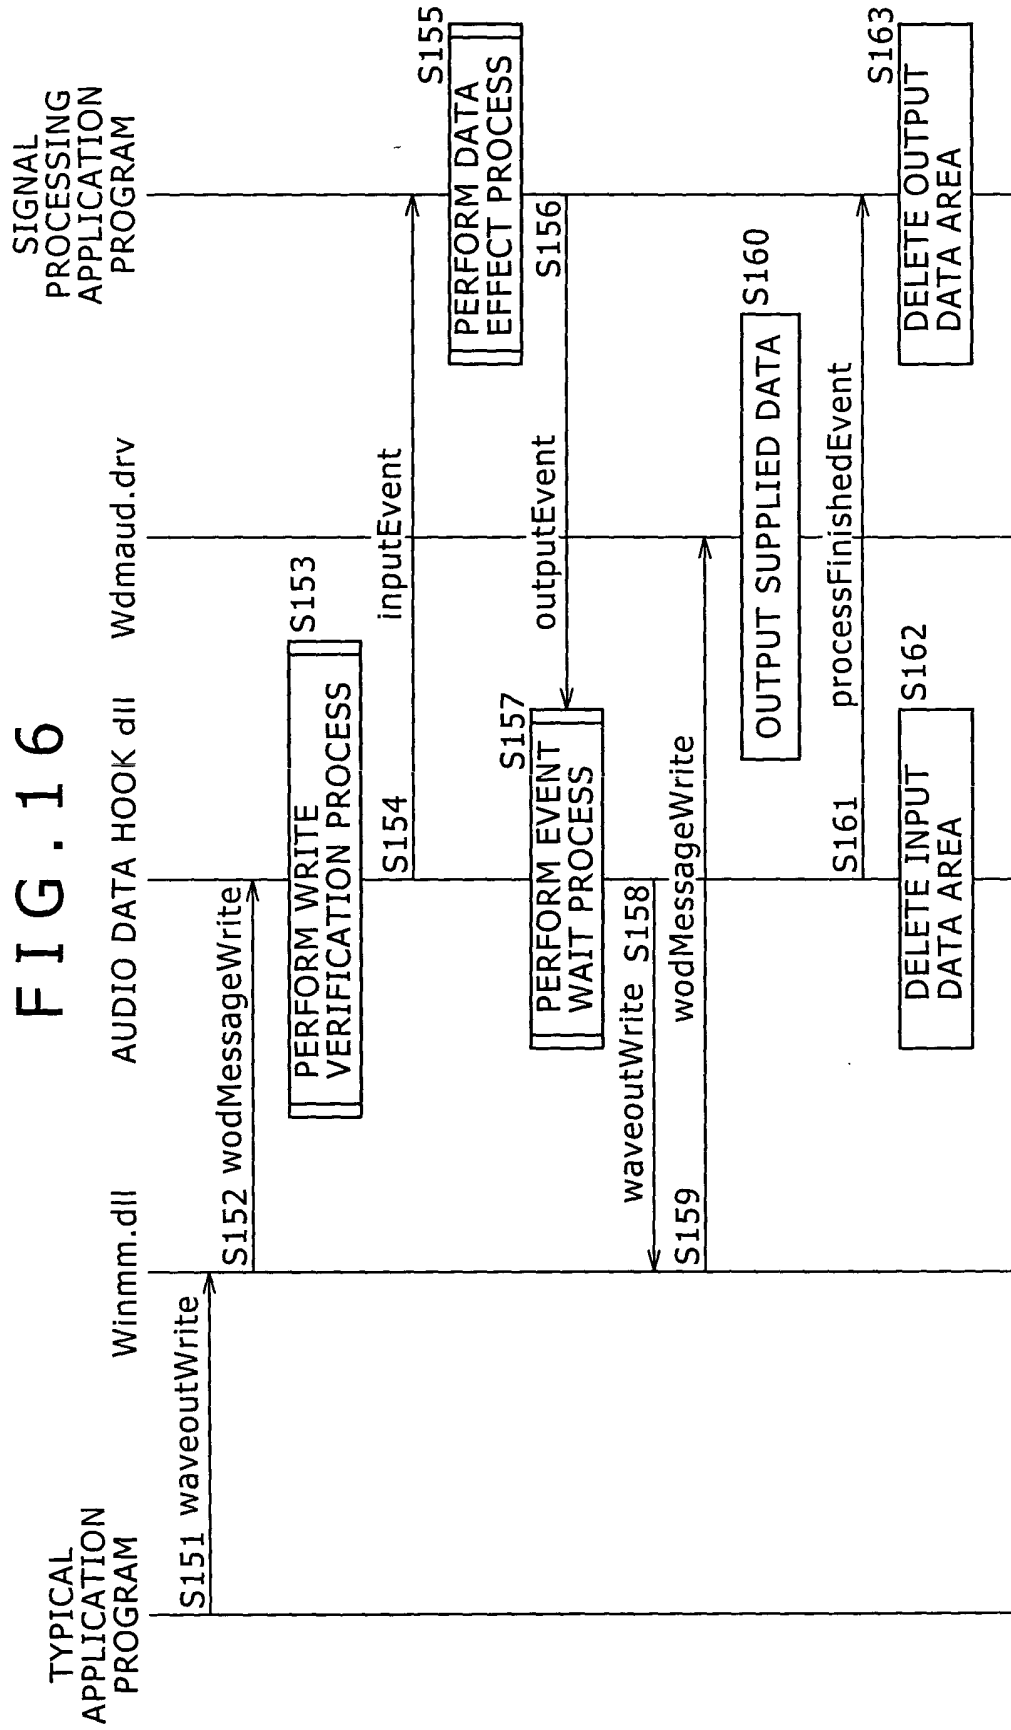 FIG.16
TYPICAL
APPLICATION
PROGRAM
Winmm.dll
AUDIO DATA HOOK dll
Wdmaud.drv
SIGNAL
PROCESSING
APPLICATION
PROGRAM
S151 waveoutWrite
S152 wodMessageWrite
S153
PERFORM WRITE
VERIFICATION PROCESS
S154
inputEvent
S155
PERFORM DATA
EFFECT PROCESS
S156
outputEvent
S157
PERFORM EVENT
WAIT PROCESS
waveoutWrite S158
S159
wodMessageWrite
S160
OUTPUT SUPPLIED DATA
S161
processFinishedEvent
S162
DELETE INPUT
DATA AREA
S163
DELETE OUTPUT
DATA AREA